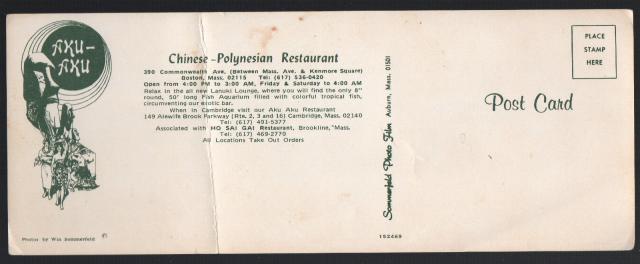 AKU-
AKU
Chinese-Polynesian Restaurant
390 Commonwealth Ave. (Between Mass. Ave. & Kenmore Square)
Boston, Mass. 02115 Tel: (617) 536-0420
Open from 4:00 PM to 3:00 AM, Friday & Saturday to 4:00 AM
Relax in the all new Lanuki Lounge, where you will find the only 8"
round, 50' long Fish Aquarium filled with colorful tropical fish,
circumventing our exotic bar.
When in Cambridge visit our Aku Aku Restaurant
149 Alewife Brook Parkway (Rts. 2, 3 and 16) Cambridge, Mass. 02140
Tel: (617) 491-5377
Associated with HO SAI GAI Restaurant, Brookline, Mass.
Tel: (617) 469-2770
All Locations Take Out Orders
Photos by Win Sommerfeld
Sommerfeld Photo Film Auburn, Mass. 01501
152469
Post Card
PLACE
STAMP
HERE